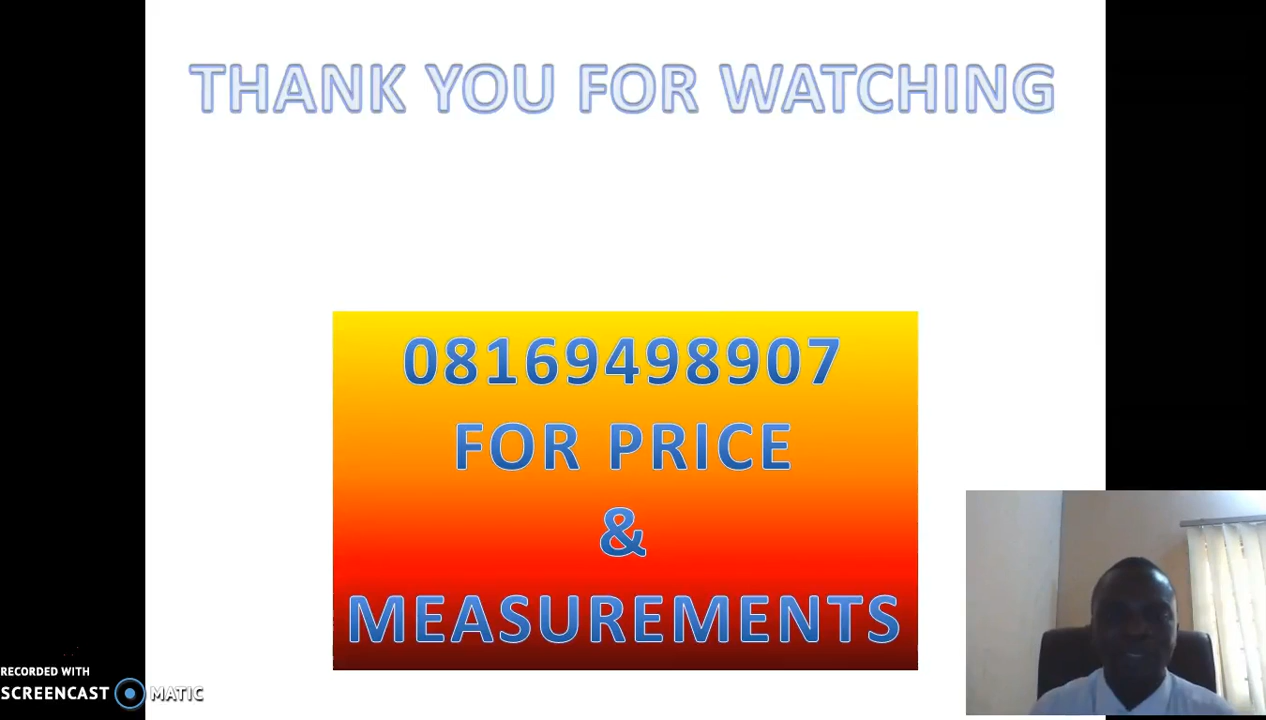 THANK YOU FOR WATCHING
08169498907
FOR PRICE
&
MEASUREMENTS
RECORDED WITH
SCREENCAST MATIC